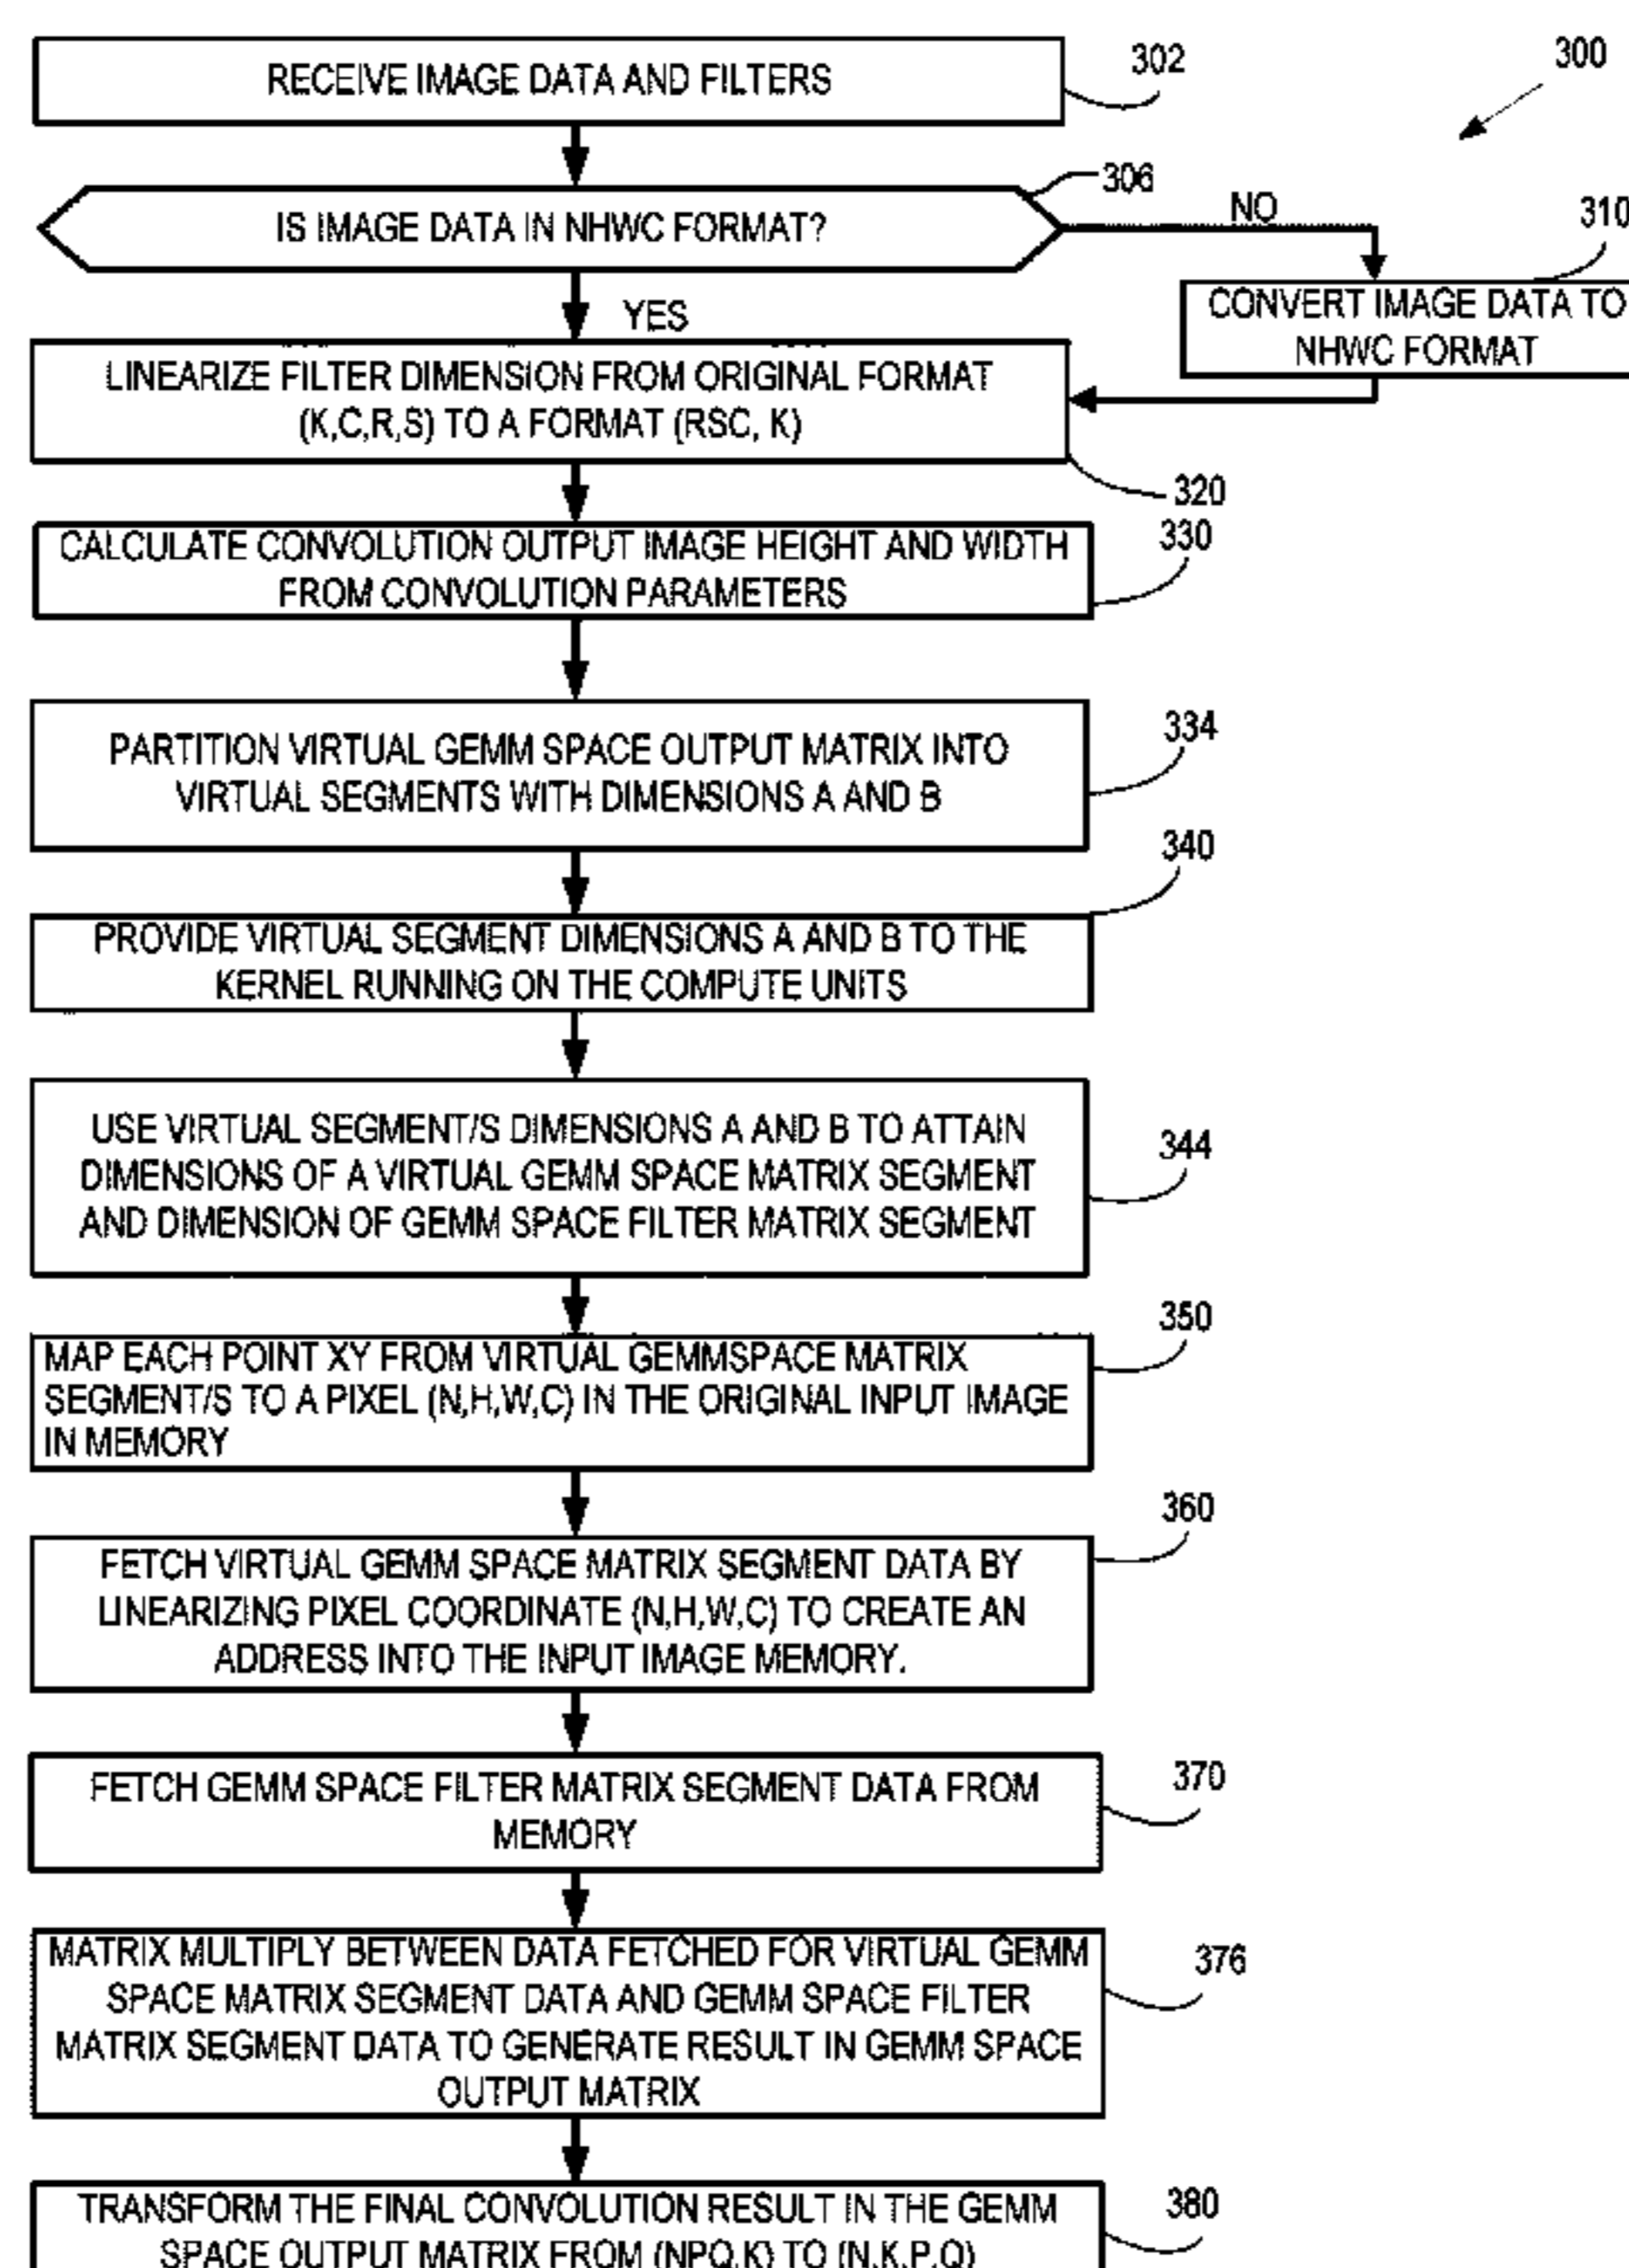 RECEIVE IMAGE DATA AND FILTERS
302
300
306
IS IMAGE DATA IN NHWC FORMAT?
NO
310
CONVERT IMAGE DATA TO
NHWC FORMAT
YES
LINEARIZE FILTER DIMENSION FROM ORIGINAL FORMAT
(K,C,R,S) TO A FORMAT (RSC, K)
320
CALCULATE CONVOLUTION OUTPUT IMAGE HEIGHT AND WIDTH
FROM CONVOLUTION PARAMETERS
330
PARTITION VIRTUAL GEMM SPACE OUTPUT MATRIX INTO
VIRTUAL SEGMENTS WITH DIMENSIONS A AND B
334
340
PROVIDE VIRTUAL SEGMENT DIMENSIONS A AND B TO THE
KERNEL RUNNING ON THE COMPUTE UNITS
USE VIRTUAL SEGMENT/S DIMENSIONS A AND B TO ATTAIN
DIMENSIONS OF A VIRTUAL GEMM SPACE MATRIX SEGMENT
AND DIMENSION OF GEMM SPACE FILTER MATRIX SEGMENT
344
350
MAP EACH POINT XY FROM VIRTUAL GEMMSPACE MATRIX
SEGMENT/S TO A PIXEL (N,H,W,C) IN THE ORIGINAL INPUT IMAGE
IN MEMORY
360
FETCH VIRTUAL GEMM SPACE MATRIX SEGMENT DATA BY
LINEARIZING PIXEL COORDINATE (N,H,W,C) TO CREATE AN
ADDRESS INTO THE INPUT IMAGE MEMORY.
FETCH GEMM SPACE FILTER MATRIX SEGMENT DATA FROM
MEMORY
370
MATRIX MULTIPLY BETWEEN DATA FETCHED FOR VIRTUAL GEMM
SPACE MATRIX SEGMENT DATA AND GEMM SPACE FILTER
MATRIX SEGMENT DATA TO GENERATE RESULT IN GEMM SPACE
OUTPUT MATRIX
376
TRANSFORM THE FINAL CONVOLUTION RESULT IN THE GEMM
SPACE OUTPUT MATRIX FROM (NPQ,K) TO (N,K,P,Q)
380